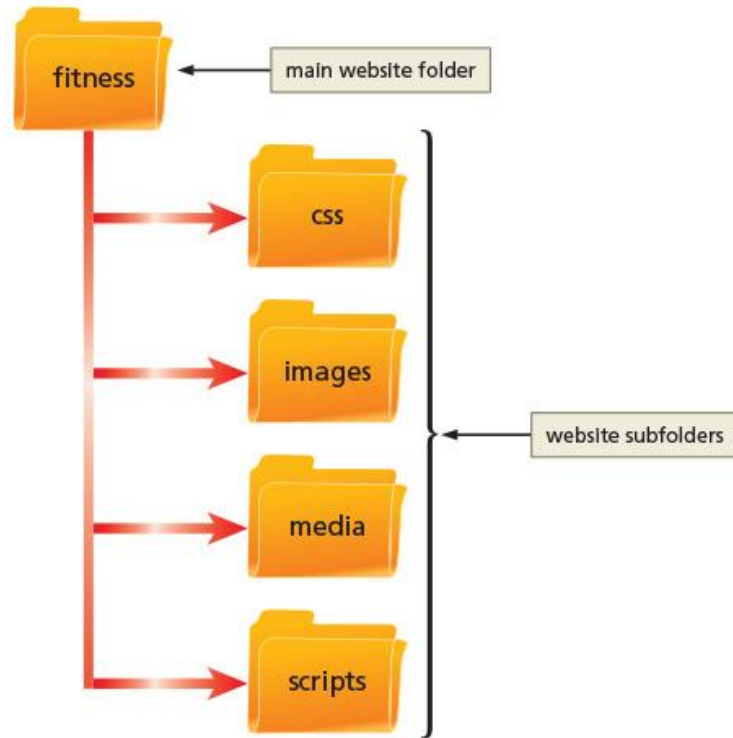 fitness
main website folder
css
images
website subfolders
media
scripts